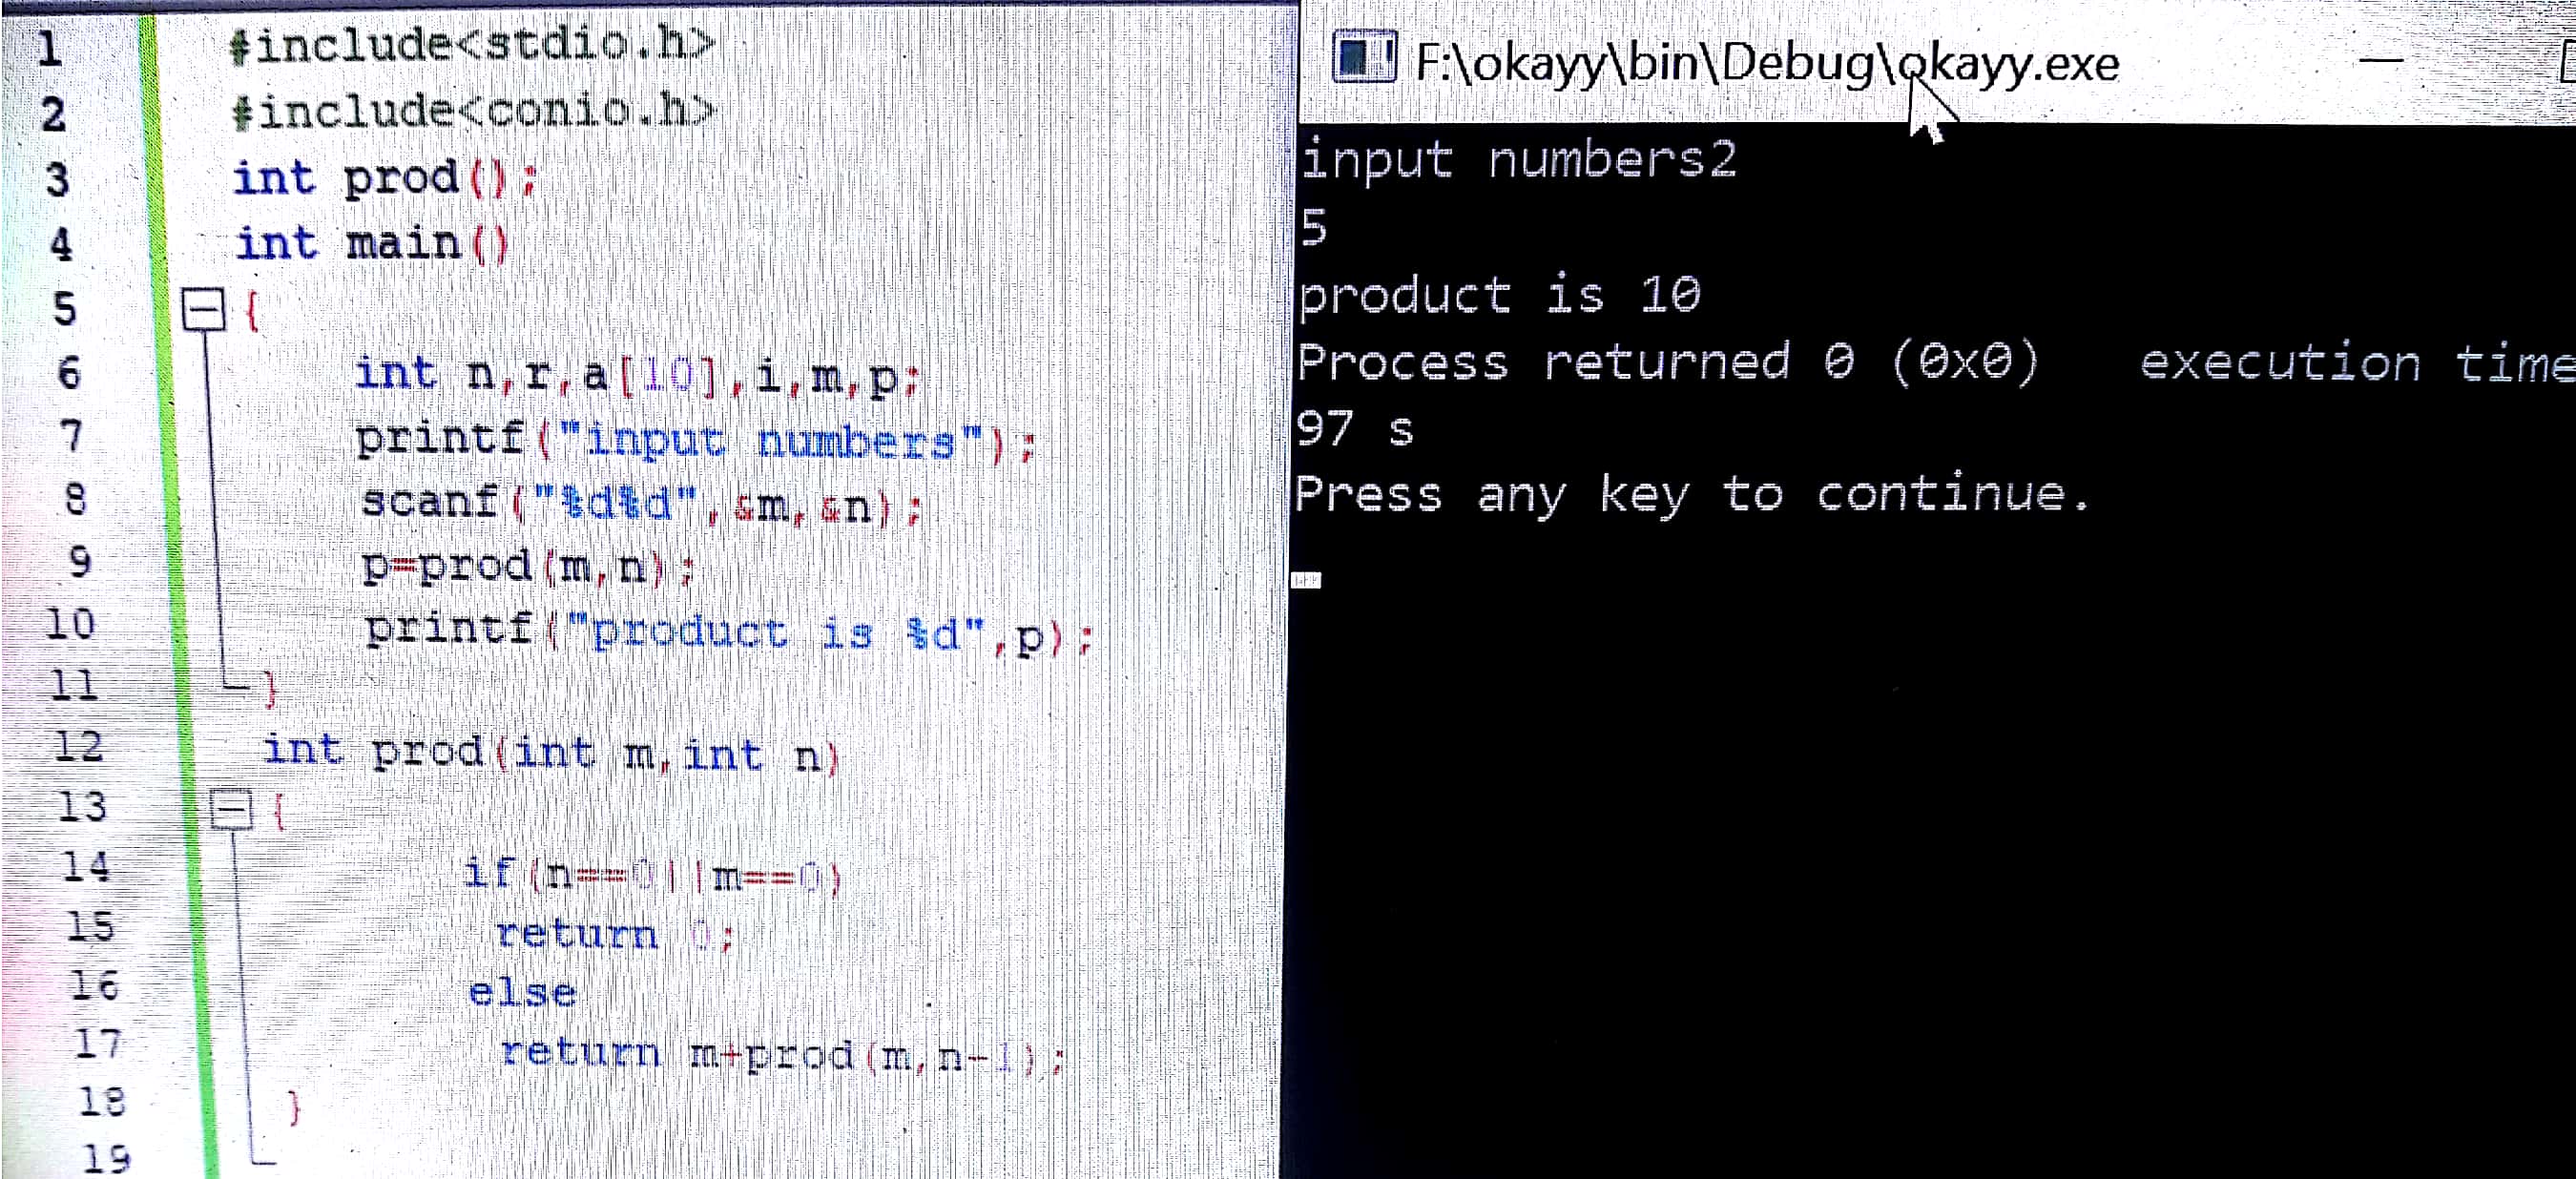 1 #include<stdio.h>
2 #include<conio.h>
3 int prod();
4 int main()
5 {
6 int n,r,a[10],i,m,p;
7 printf("input numbers");
8 scanf("%d%d",&m,&n);
9 p=prod(m,n);
10 printf("product is %d",p);
11 }
12 int prod(int m,int n)
13 {
14 if(n==0||m==0)
15 return 0;
16 else
17 return m+prod(m,n-1);
18 }
19
F:\okayy\bin\Debug\okayy.exe
input numbers2
5
product is 10
Process returned 0 (0x0)   execution time
97 s
Press any key to continue.